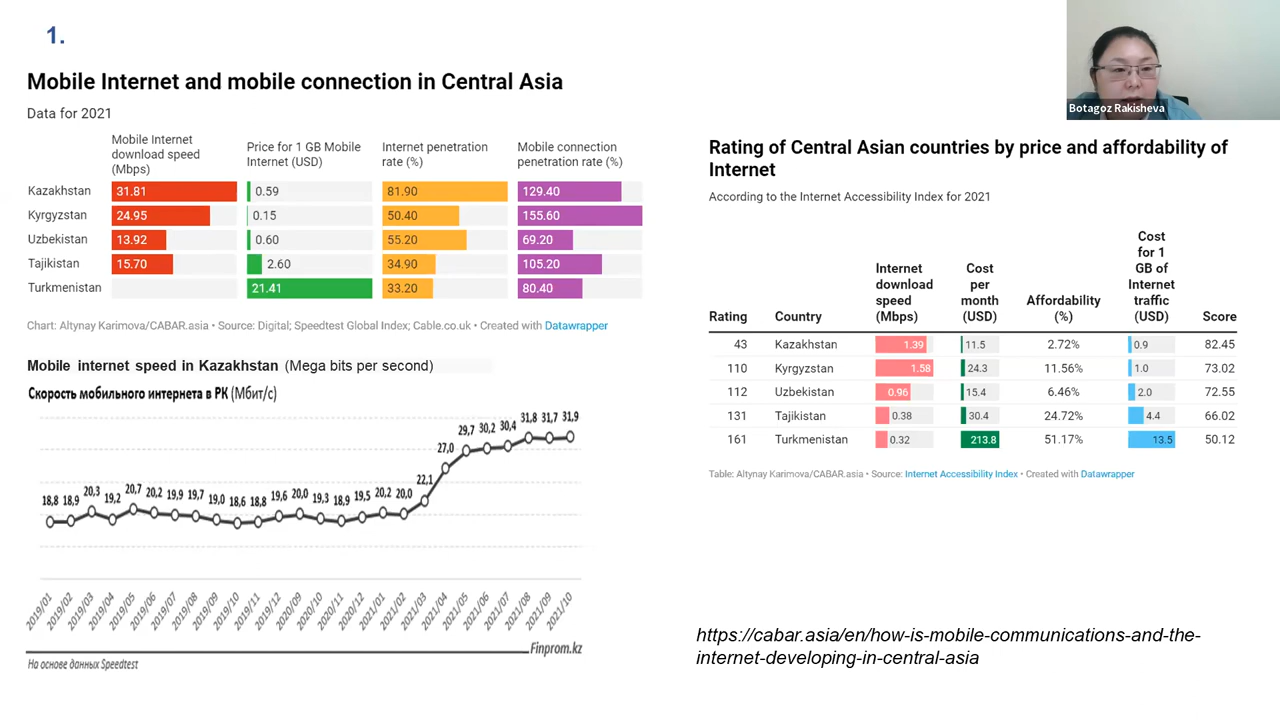 1.
Botagoz Rakisheva
Mobile Internet and mobile connection in Central Asia
Data for 2021
Mobile Internet
download speed
(Mbps)
Price for 1 GB Mobile
Internet (USD)
Internet penetration
rate (%)
Mobile connection
penetration rate (%)
Kazakhstan 31.81 0.59 81.90 129.40
Kyrgyzstan 24.95 0.15 50.40 155.60
Uzbekistan 13.92 0.60 55.20 69.20
Tajikistan 15.70 2.60 34.90 105.20
Turkmenistan 21.41 33.20 80.40
Chart: Altynay Karimova/CABAR.asia • Source: Digital; Speedtest Global Index; Cable.co.uk • Created with Datawrapper
Mobile internet speed in Kazakhstan (Mega bits per second)
Скорость мобильного интернета в РК (Мбит/с)
18,8 18,9 20,3 19,2 20,7 20,2 19,9 19,7 19,0 18,6 18,8 19,6 20,0 19,3 18,9 19,5 20,2 20,0 22,1 27,0 29,7 30,2 30,4 31,8 31,7 31,9
2019/01 2019/02 2019/03 2019/04 2019/05 2019/06 2019/07 2019/08 2019/09 2019/10 2019/11 2019/12 2020/09 2020/10 2020/11 2020/12 2021/01 2021/02 2021/03 2021/04 2021/05 2021/06 2021/07 2021/08 2021/09 2021/10
Finprom.kz
На основе данных Speedtest
Rating of Central Asian countries by price and affordability of
Internet
According to the Internet Accessibility Index for 2021
Rating
Country
Internet
download
speed
(Mbps)
Cost
per
month
(USD)
Affordability
(%)
Cost
for 1
GB of
Internet
traffic
(USD)
Score
43 Kazakhstan 1.39 11.5 2.72% 0.9 82.45
110 Kyrgyzstan 1.58 24.3 11.56% 1.0 73.02
112 Uzbekistan 0.96 15.4 6.46% 2.0 72.55
131 Tajikistan 0.38 30.4 24.72% 4.4 66.02
161 Turkmenistan 0.32 213.8 51.17% 13.5 50.12
Table: Altynay Karimova/CABAR.asia • Source: Internet Accessibility Index • Created with Datawrapper
https://cabar.asia/en/how-is-mobile-communications-and-the-
internet-developing-in-central-asia